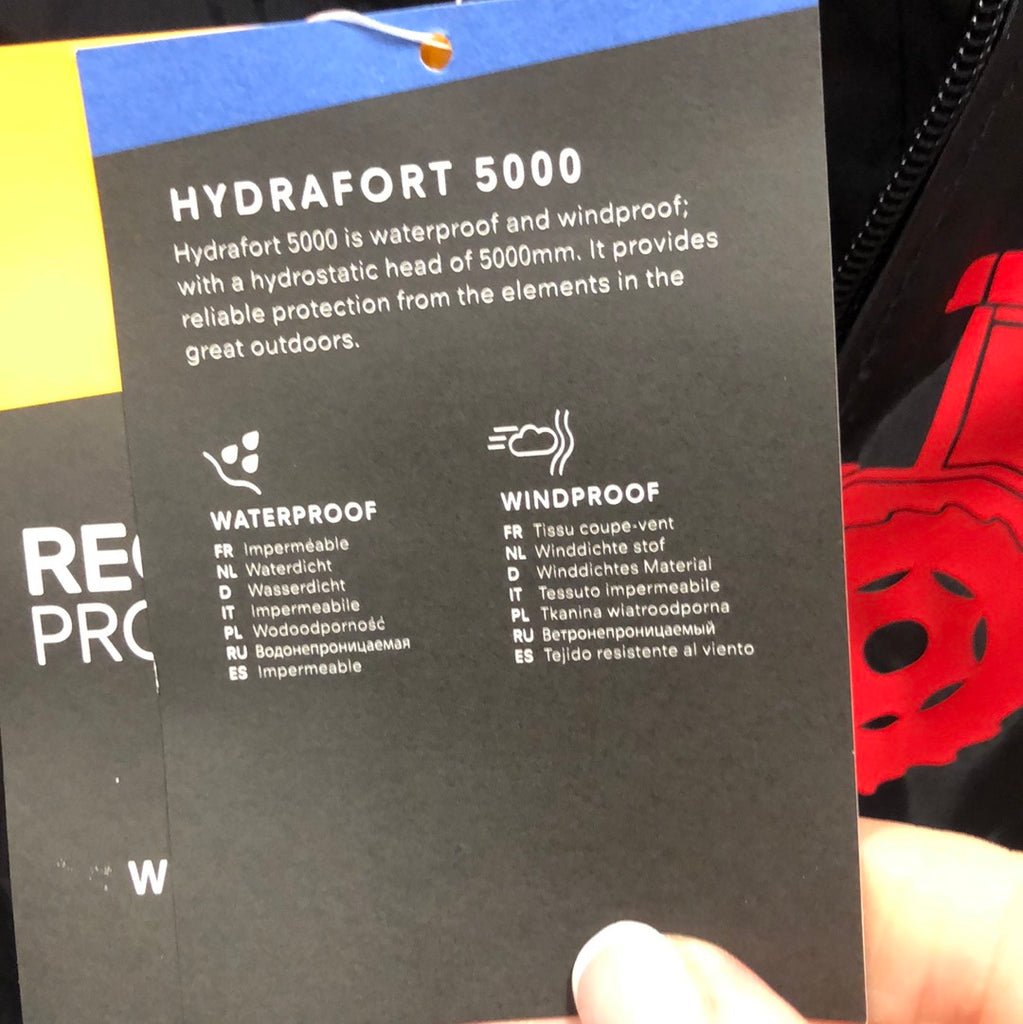 HYDRAFORT 5000
Hydrafort 5000 is waterproof and windproof;
with a hydrostatic head of 5000mm. It provides
reliable protection from the elements in the
great outdoors.
WATERPROOF
FR Imperméable
NL Waterdicht
D Wasserdicht
IT Impermeabile
PL Wodoodporność
RU Водонепроницаемая
ES Impermeable
WINDPROOF
FR Tissu coupe-vent
NL Winddichte stof
D Winddichtes Material
IT Tessuto impermeabile
PL Tkanina wiatroodporna
RU Ветронепроницаемый
ES Tejido resistente al viento
PRO
W